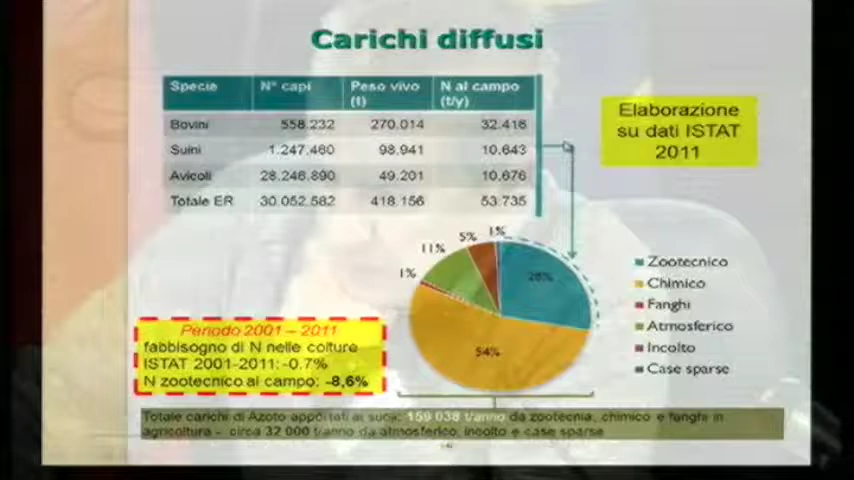 Carichi diffusi
Specie N° capi Peso vivo (t) N al campo (t/y)
Bovini 558.232 270.014 32.416
Suini 1.247.460 98.941 10.643
Avicoli 28.246.890 49.201 10.676
Totale ER 30.052.582 418.156 53.735
Elaborazione
su dati ISTAT
2011
1%
5%
11%
1%
28%
54%
Zootecnico
Chimico
Fanghi
Atmosferico
Incolto
Case sparse
Periodo 2001 – 2011
fabbisogno di N nelle colture
ISTAT 2001-2011: -0.7%
N zootecnico al campo: -8,6%
Totale carichi di Azoto apportati ai suoli: 159 038 t/anno da zootecnia, chimico e fanghi in
agricoltura - circa 32 000 t/anno da atmosferico, incolto e case sparse